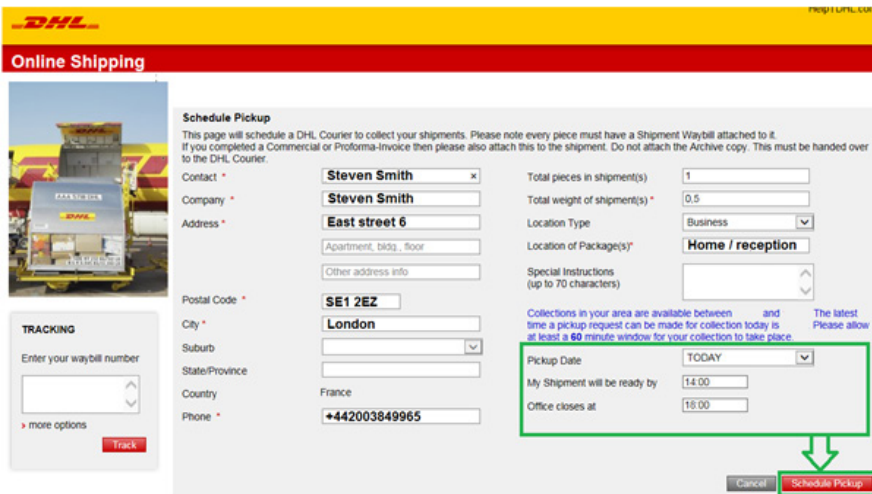 DHL
Online Shipping
Schedule Pickup
This page will schedule a DHL Courier to collect your shipments. Please note every piece must have a Shipment Waybill attached to it.
If you completed a Commercial or Proforma-Invoice then please also attach this to the shipment. Do not attach the Archive copy. This must be handed over
to the DHL Courier.
Contact * Steven Smith ×
Company * Steven Smith
Address * East street 6
Apartment, bldg., floor
Other address info
Postal Code * SE1 2EZ
City * London
Suburb
State/Province
Country France
Phone * +442003849965
Total pieces in shipment(s) 1
Total weight of shipment(s) * 0,5
Location Type Business
Location of Package(s)* Home / reception
Special Instructions
(up to 70 characters)
Collections in your area are available between and The latest
time a pickup request can be made for collection today is Please allow
at least a 60 minute window for your collection to take place.
Pickup Date TODAY
My Shipment will be ready by 14:00
Office closes at 18:00
Cancel Schedule Pickup
TRACKING
Enter your waybill number
› more options
Track
DHL